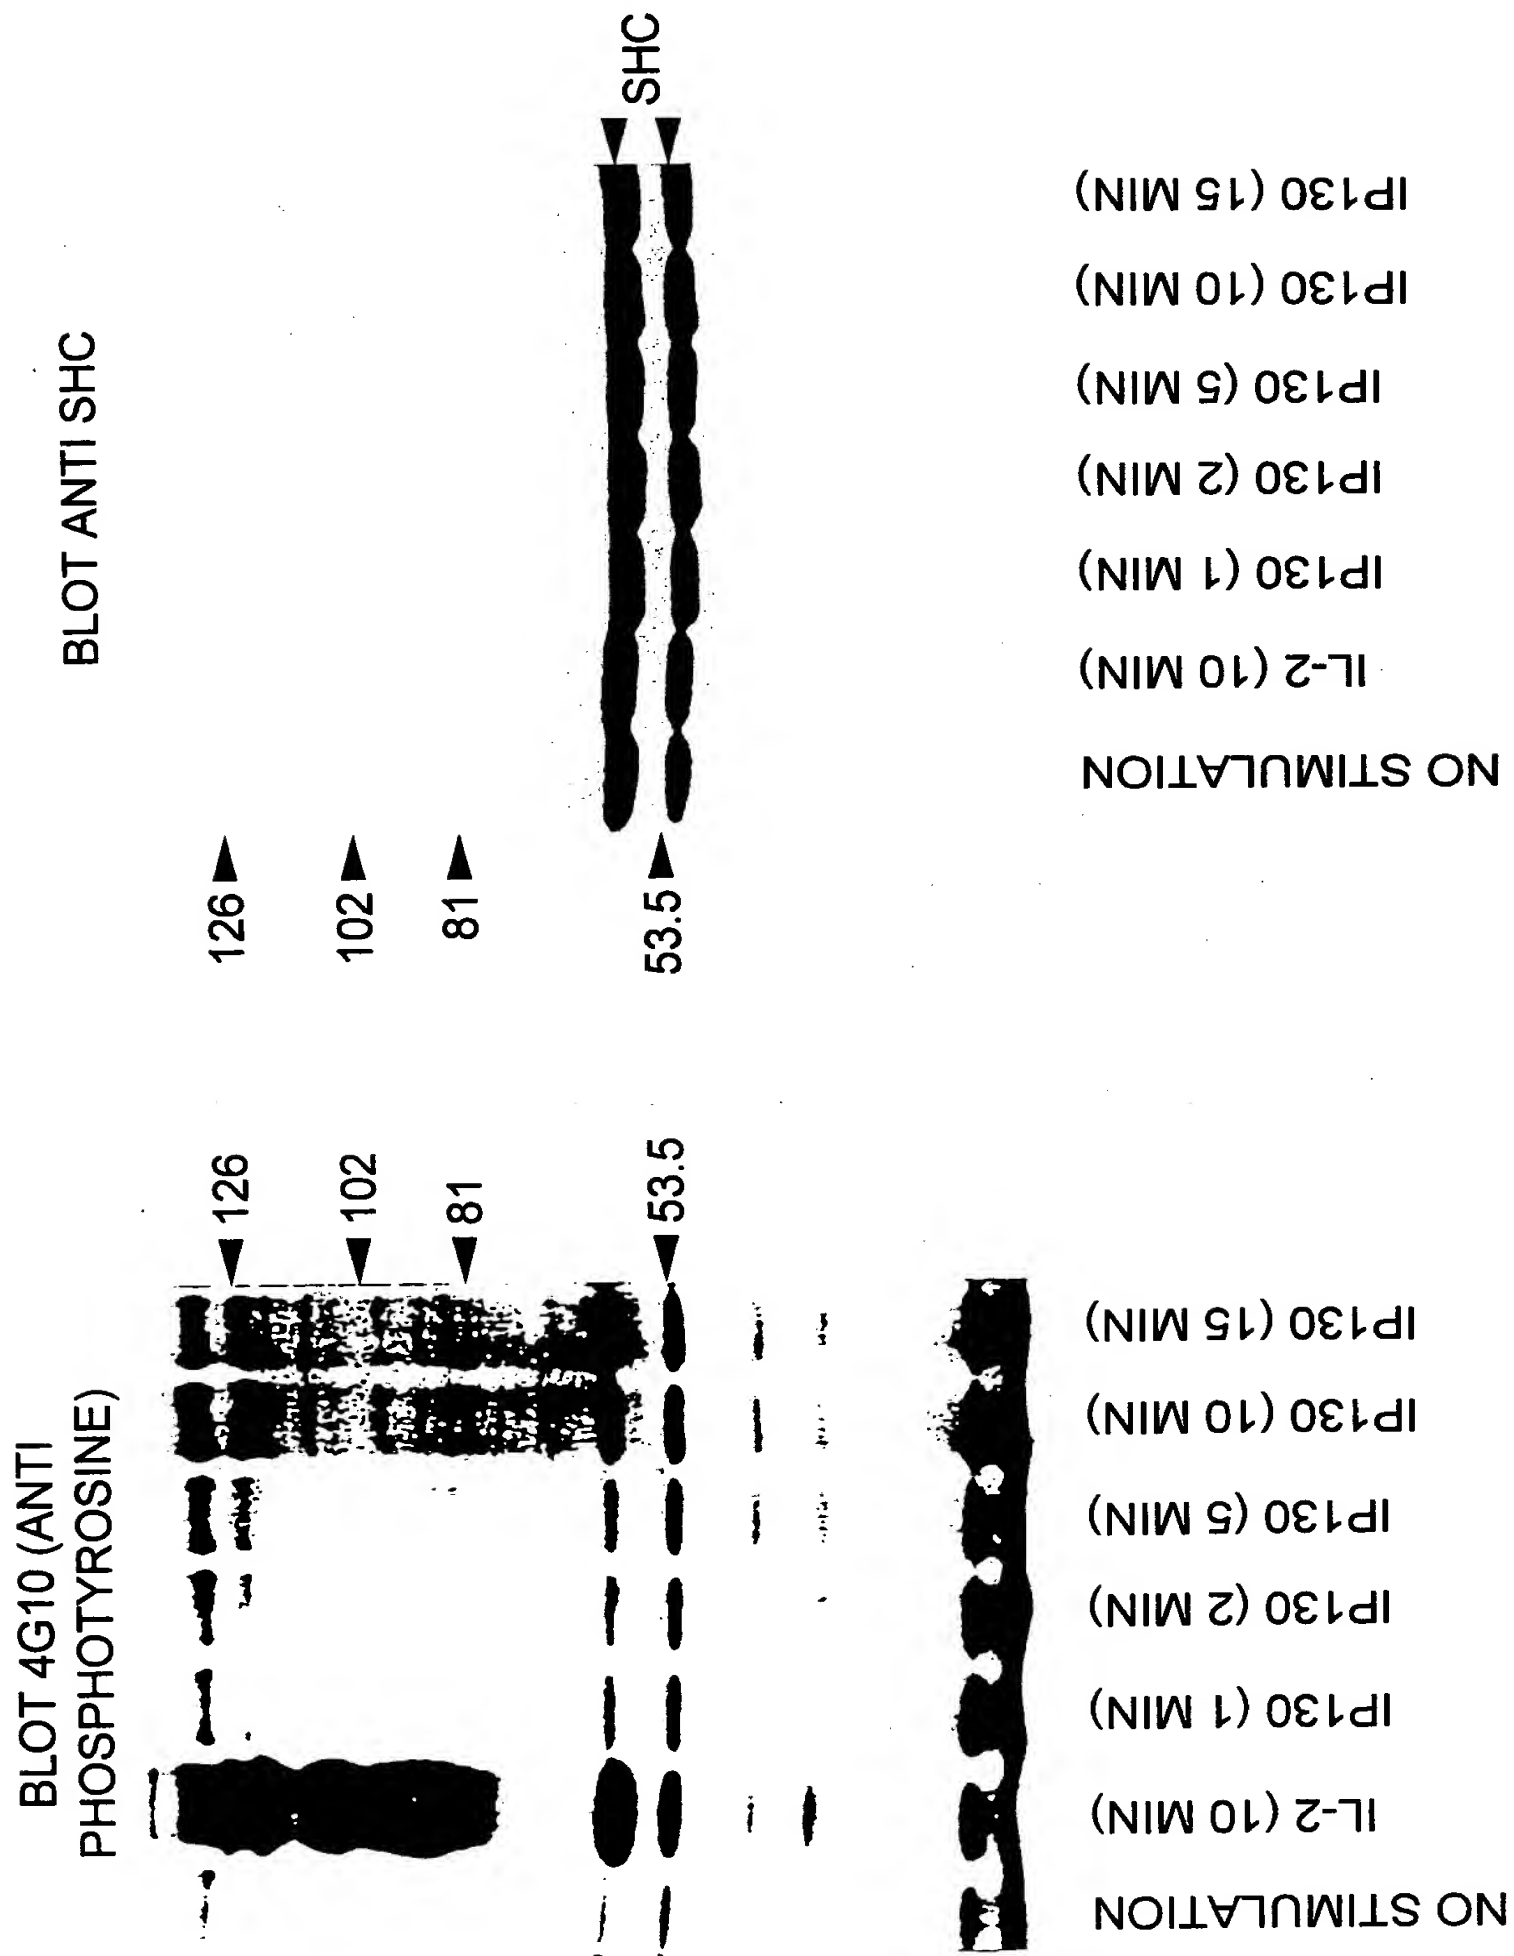 BLOT 4G10 (ANTI
PHOSPHOTYROSINE)
126
102
81
53.5
NO STIMULATION
IL-2 (10 MIN)
IP130 (1 MIN)
IP130 (2 MIN)
IP130 (5 MIN)
IP130 (10 MIN)
IP130 (15 MIN)
BLOT ANTI SHC
126
102
81
53.5
SHC
NO STIMULATION
IL-2 (10 MIN)
IP130 (1 MIN)
IP130 (2 MIN)
IP130 (5 MIN)
IP130 (10 MIN)
IP130 (15 MIN)